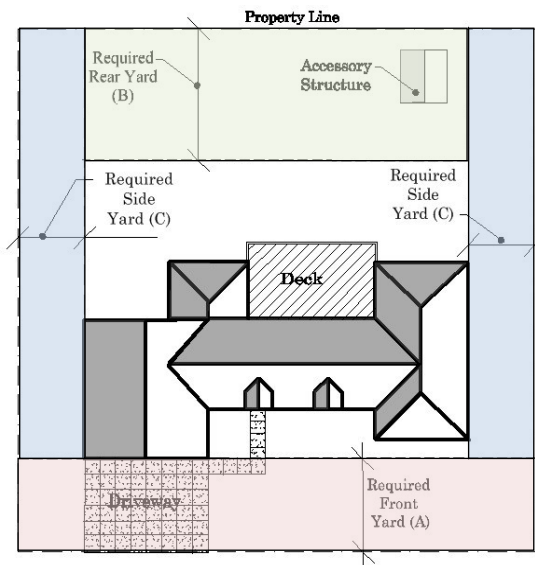 Property Line
Required
Rear Yard
(B)
Accessory
Structure
Required
Side
Yard (C)
Required
Side
Yard (C)
Deck
Driveway
Required
Front
Yard (A)